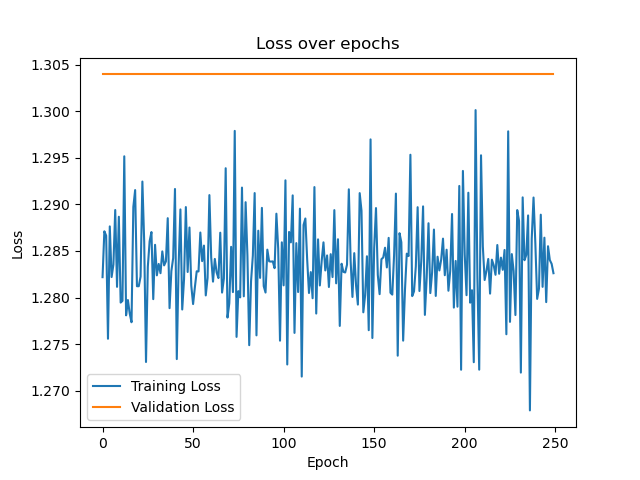 Loss over epochs
1.305
1.300
1.295
1.290
1.285
1.280
1.275
1.270
Loss
Training Loss
Validation Loss
0 50 100 150 200 250
Epoch